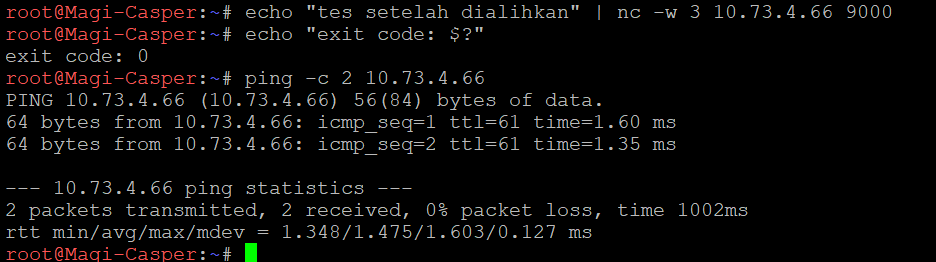 root@Magi-Casper:~# echo "tes setelah dialihkan" | nc -w 3 10.73.4.66 9000
root@Magi-Casper:~# echo "exit code: $?"
exit code: 0
root@Magi-Casper:~# ping -c 2 10.73.4.66
PING 10.73.4.66 (10.73.4.66) 56(84) bytes of data.
64 bytes from 10.73.4.66: icmp_seq=1 ttl=61 time=1.60 ms
64 bytes from 10.73.4.66: icmp_seq=2 ttl=61 time=1.35 ms

--- 10.73.4.66 ping statistics ---
2 packets transmitted, 2 received, 0% packet loss, time 1002ms
rtt min/avg/max/mdev = 1.348/1.475/1.603/0.127 ms
root@Magi-Casper:~#